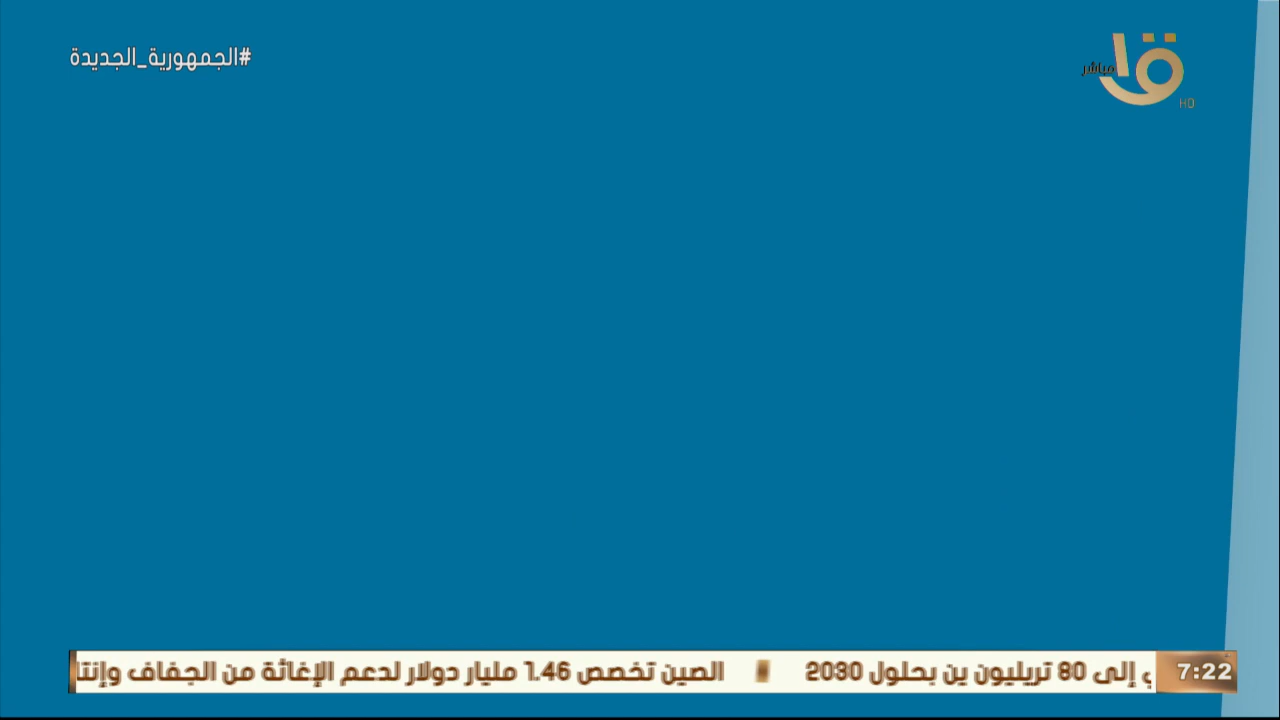 #الجمهورية_الجديدة
مباشر
HD
7:22
إلى 80 تريليون ين بحلول 2030
الصين تخصص 1.46 مليار دولار لدعم الإغاثة من الجفاف وإنتا